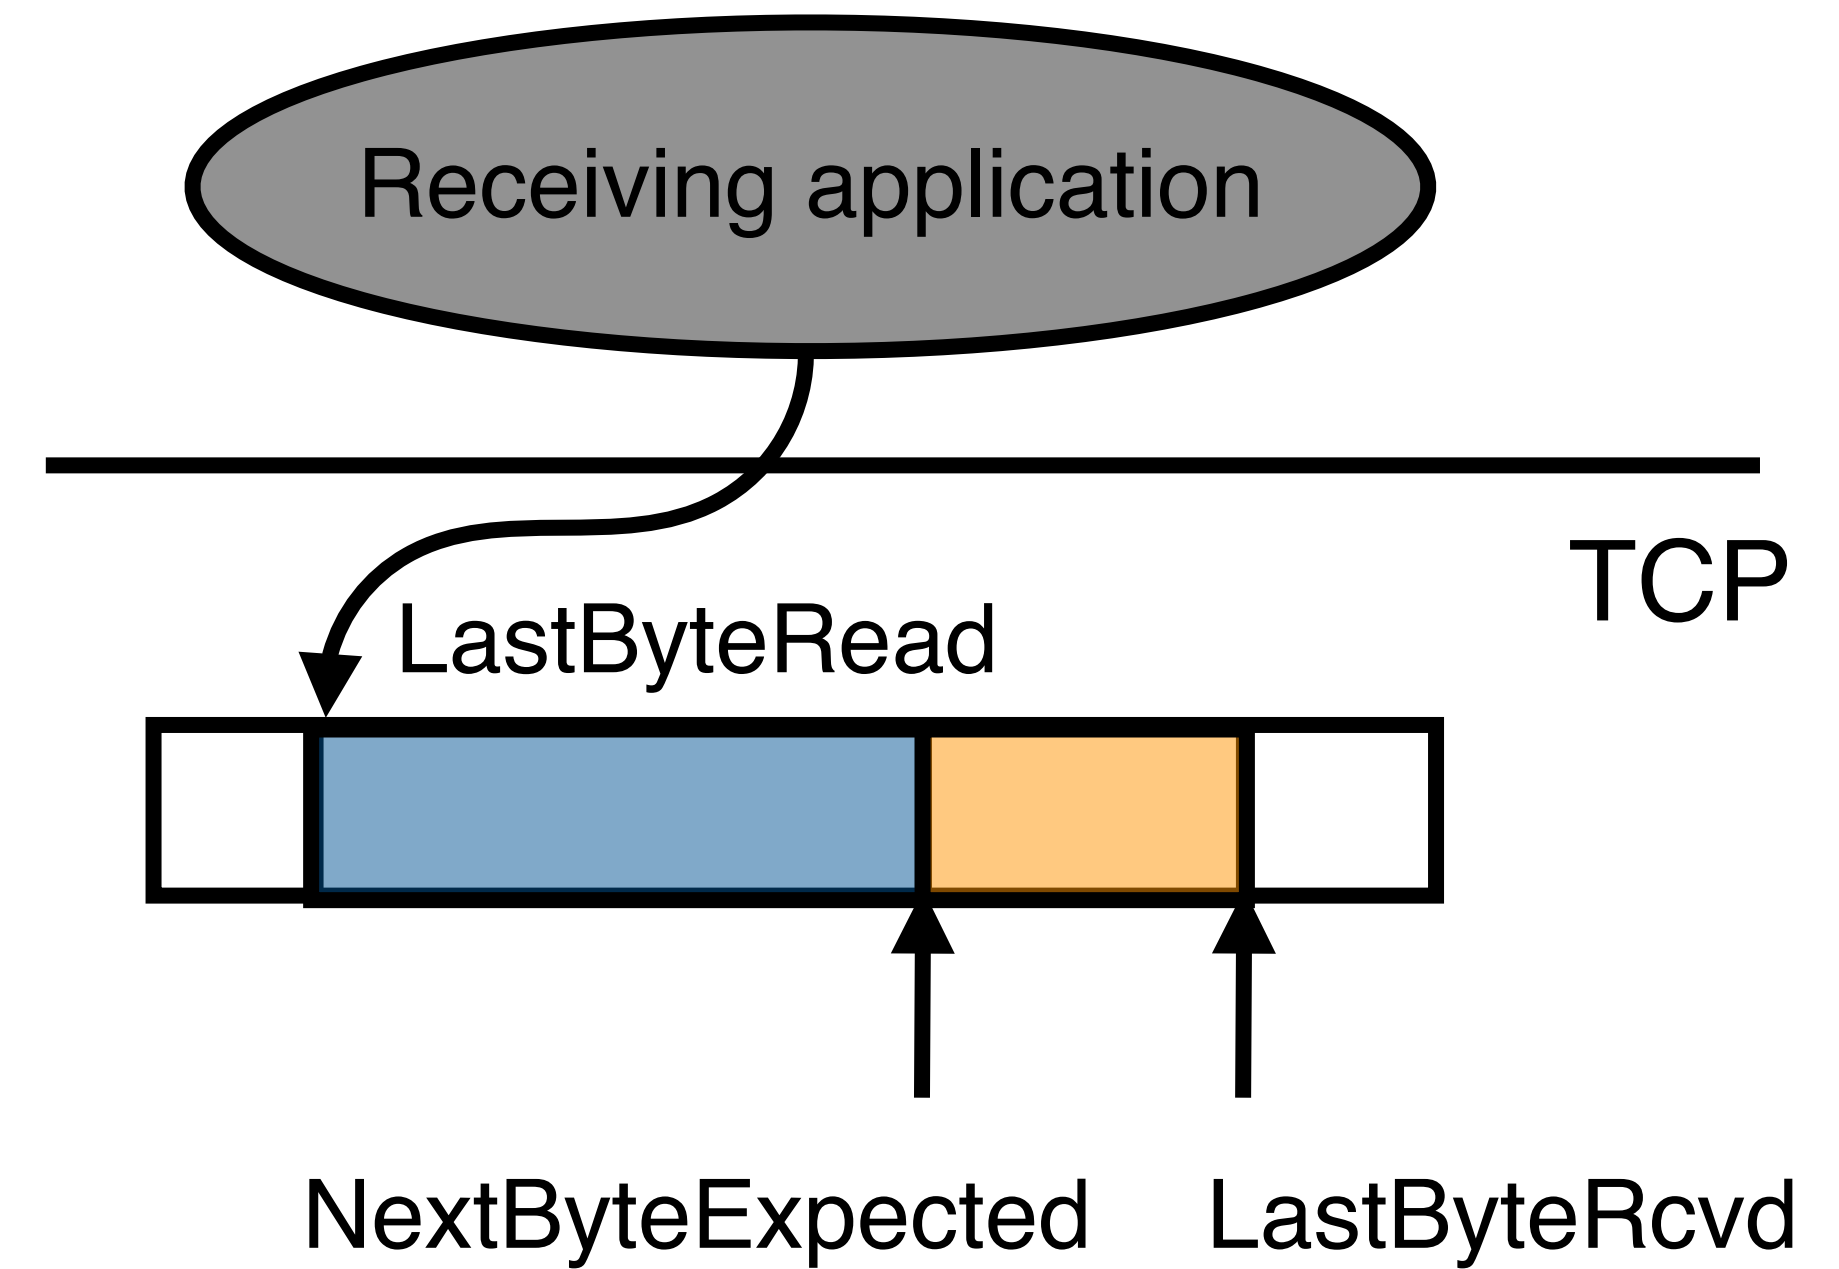 Receiving application
TCP
LastByteRead
NextByteExpected
LastByteRcvd